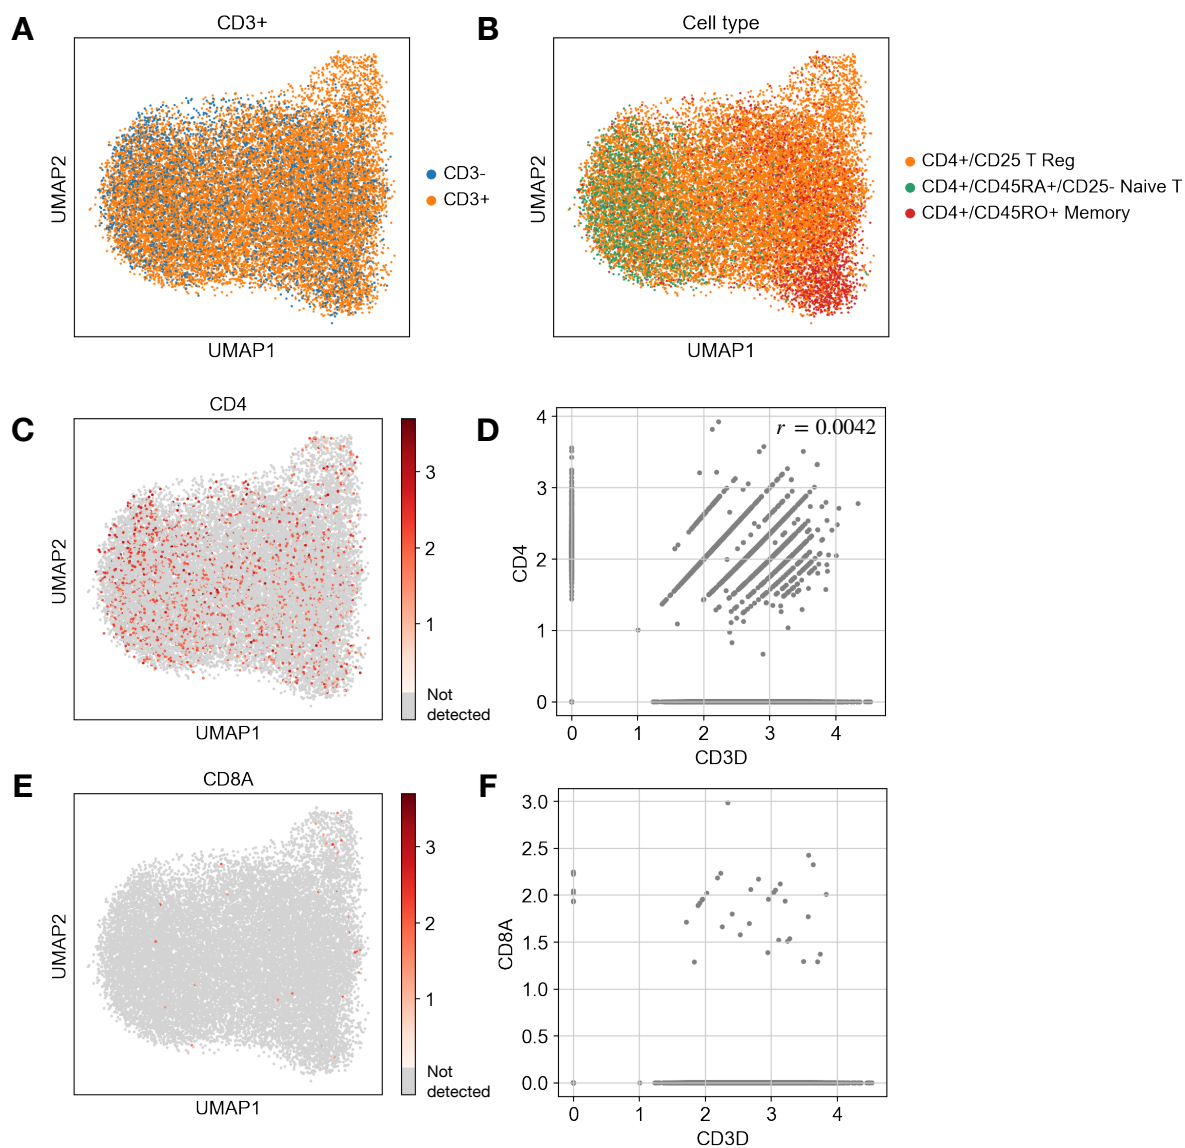 A
CD3+
UMAP2
UMAP1
CD3-
CD3+
B
Cell type
UMAP2
UMAP1
CD4+/CD25 T Reg
CD4+/CD45RA+/CD25- Naive T
CD4+/CD45RO+ Memory
C
CD4
UMAP2
UMAP1
3
2
1
Not
detected
D
r = 0.0042
CD4
4
3
2
1
0
0 1 2 3 4
CD3D
E
CD8A
UMAP2
UMAP1
3
2
1
Not
detected
F
CD8A
3.0
2.5
2.0
1.5
1.0
0.5
0.0
0 1 2 3 4
CD3D